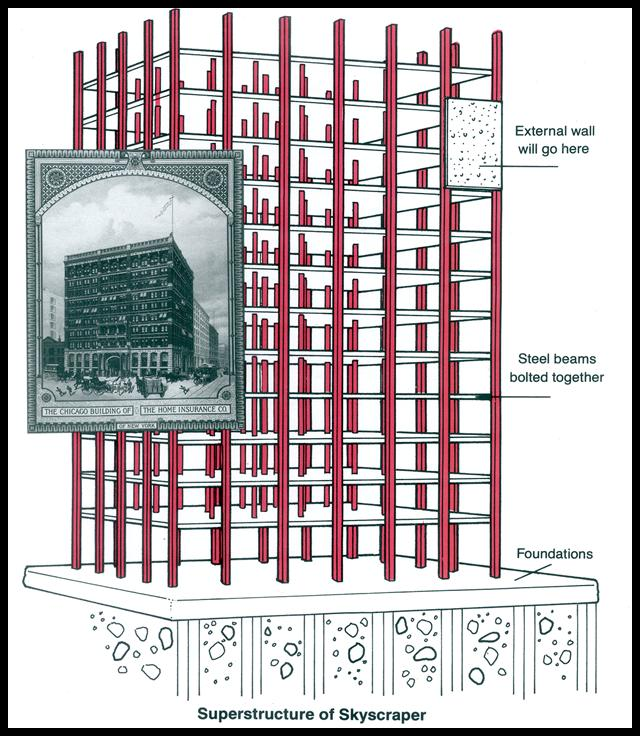 External wall
will go here
THE CHICAGO BUILDING OF THE HOME INSURANCE CO.
OF NEW YORK
Steel beams
bolted together
Foundations
Superstructure of Skyscraper